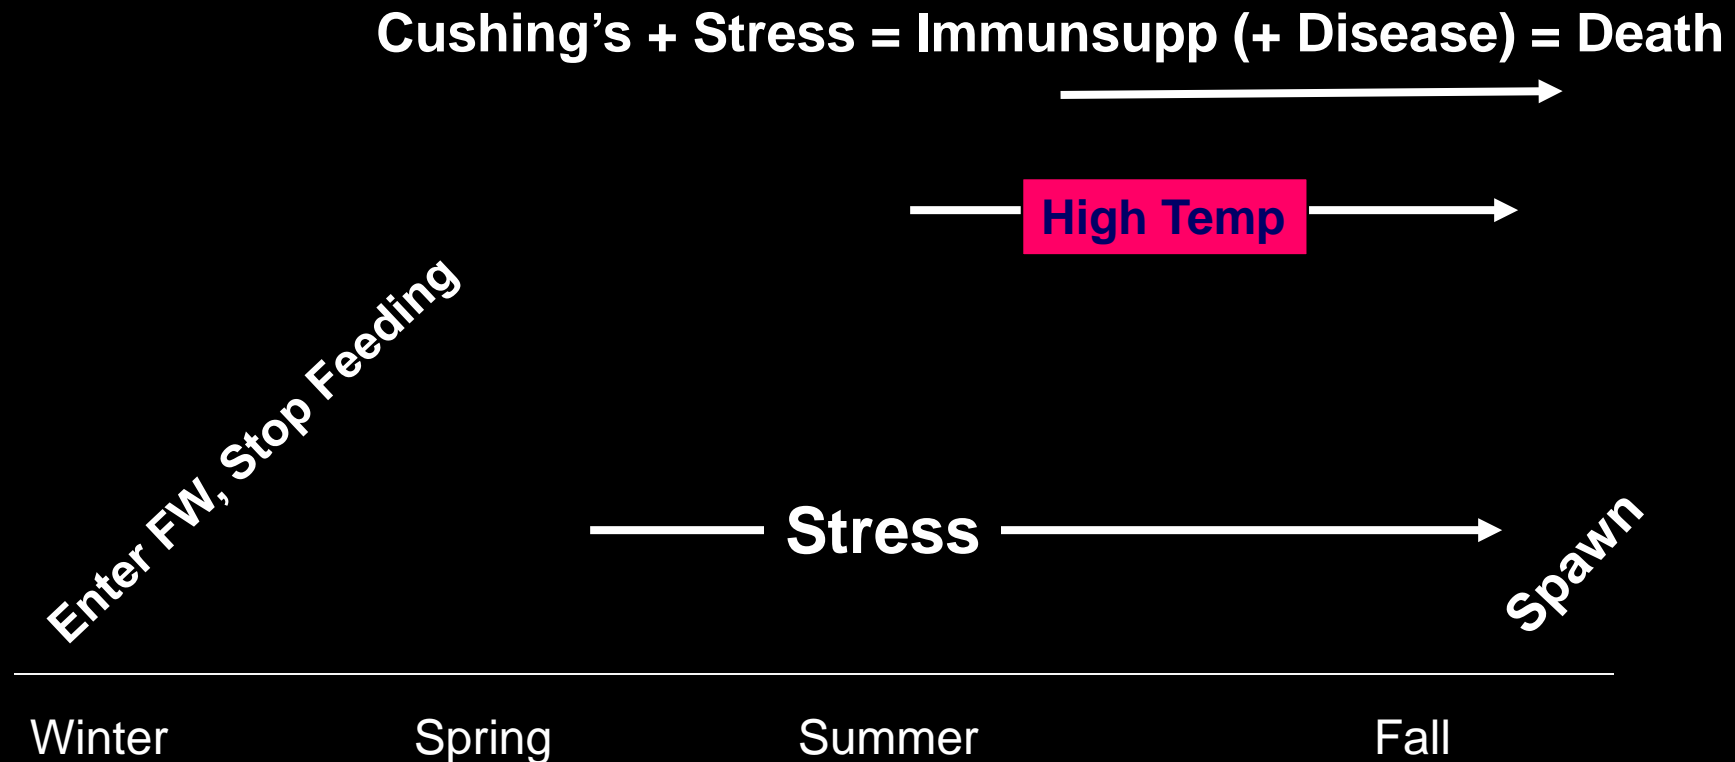 Cushing’s + Stress = Immunsupp (+ Disease) = Death
High Temp
Enter FW, Stop Feeding
Stress
Spawn
Winter Spring Summer Fall